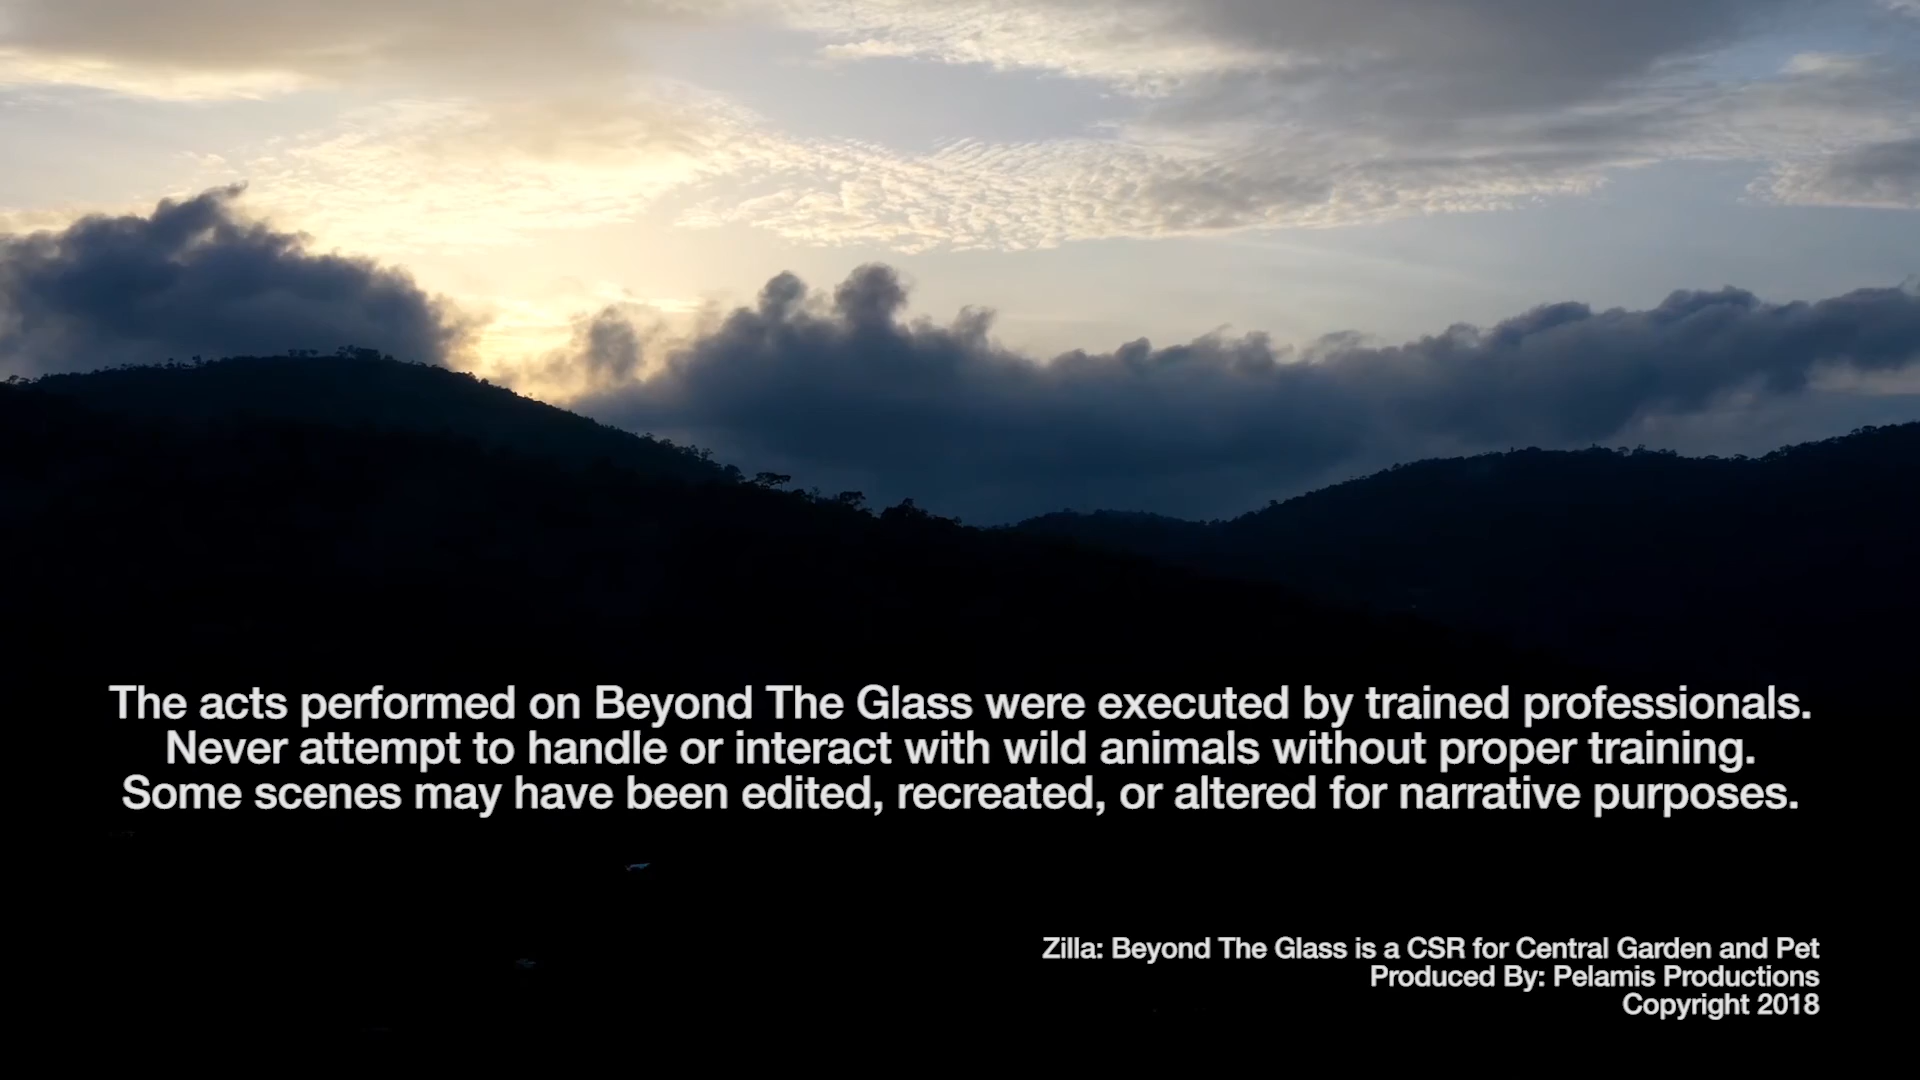 The acts performed on Beyond The Glass were executed by trained professionals.
Never attempt to handle or interact with wild animals without proper training.
Some scenes may have been edited, recreated, or altered for narrative purposes.
Zilla: Beyond The Glass is a CSR for Central Garden and Pet
Produced By: Pelamis Productions
Copyright 2018